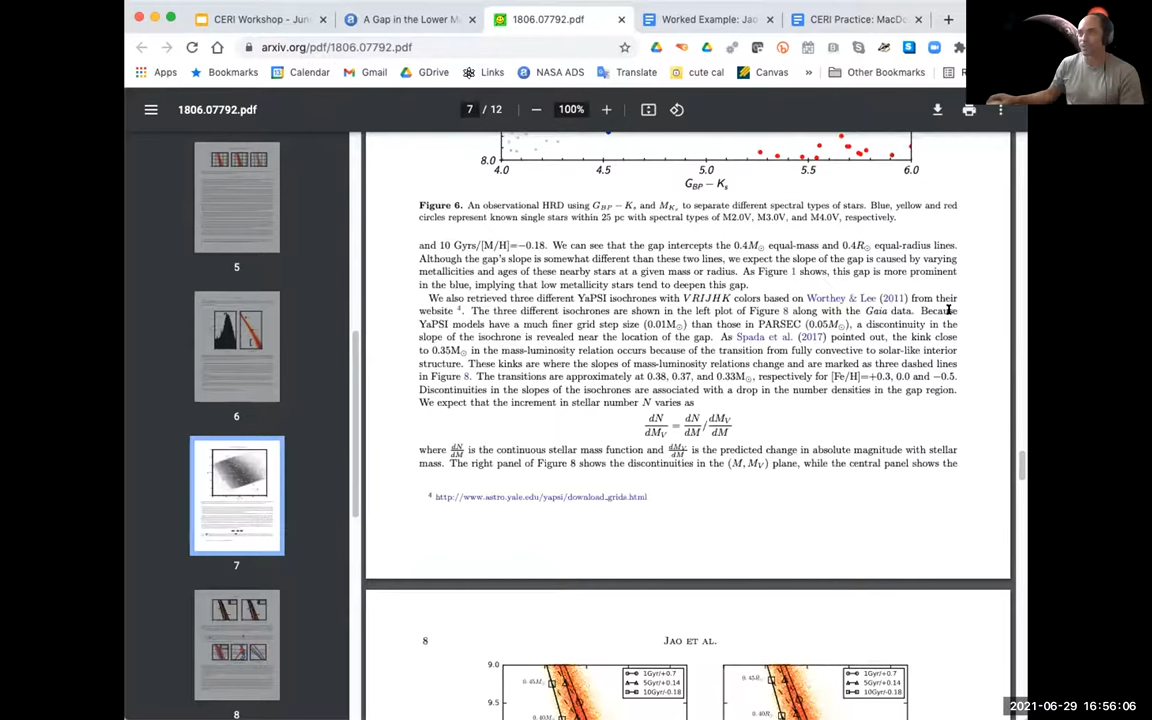 CERI Workshop - Jun
A Gap in the Lower M
1806.07792.pdf
Worked Example: Jao
CERI Practice: MacDo
arxiv.org/pdf/1806.07792.pdf
Apps
Bookmarks
Calendar
Gmail
GDrive
Links
NASA ADS
Translate
cute cal
Canvas
»
Other Bookmarks
1806.07792.pdf
7 / 12
100%
5
6
7
8
8.0
4.0 4.5 5.0 5.5 6.0
G_BP − K_s
Figure 6. An observational HRD using G_BP − K_s and M_{K_s} to separate different spectral types of stars. Blue, yellow and red
circles represent known single stars within 25 pc with spectral types of M2.0V, M3.0V, and M4.0V, respectively.
and 10 Gyrs/[M/H]=−0.18. We can see that the gap intercepts the 0.4M⊙ equal-mass and 0.4R⊙ equal-radius lines.
Although the gap's slope is somewhat different than these two lines, we expect the slope of the gap is caused by varying
metallicities and ages of these nearby stars at a given mass or radius. As Figure 1 shows, this gap is more prominent
in the blue, implying that low metallicity stars tend to deepen this gap.
We also retrieved three different YaPSI isochrones with VRIJHK colors based on Worthey & Lee (2011) from their
website 4. The three different isochrones are shown in the left plot of Figure 8 along with the Gaia data. Because
YaPSI models have a much finer grid step size (0.01M⊙) than those in PARSEC (0.05M⊙), a discontinuity in the
slope of the isochrone is revealed near the location of the gap. As Spada et al. (2017) pointed out, the kink close
to 0.35M⊙ in the mass-luminosity relation occurs because of the transition from fully convective to solar-like interior
structure. These kinks are where the slopes of mass-luminosity relations change and are marked as three dashed lines
in Figure 8. The transitions are approximately at 0.38, 0.37, and 0.33M⊙, respectively for [Fe/H]=+0.3, 0.0 and −0.5.
Discontinuities in the slopes of the isochrones are associated with a drop in the number densities in the gap region.
We expect that the increment in stellar number N varies as
dN/dM_V = dN/dM / dM_V/dM
where dN/dM is the continuous stellar mass function and dM_V/dM is the predicted change in absolute magnitude with stellar
mass. The right panel of Figure 8 shows the discontinuities in the (M, M_V) plane, while the central panel shows the
4 http://www.astro.yale.edu/yapsi/download_grids.html
8 JAO ET AL.
9.0
9.5
0.45M⊙
0.40M⊙
1Gyr/+0.7
5Gyr/+0.14
10Gyr/-0.18
0.45R⊙
0.40R⊙
1Gyr/+0.7
5Gyr/+0.14
10Gyr/-0.18
2021-06-29 16:56:06